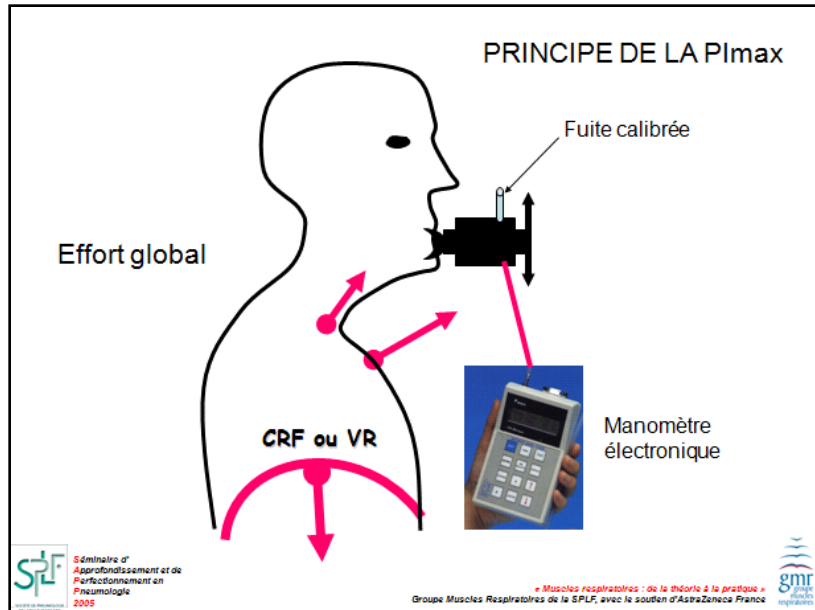 PRINCIPE DE LA PImax
Fuite calibrée
Effort global
CRF ou VR
Manomètre
électronique
SPLF
Séminaire d'
Approfondissement et de
Perfectionnement en
Pneumologie
2005
« Muscles respiratoires : de la théorie à la pratique »
Groupe Muscles Respiratoires de la SPLF, avec le soutien d'AstraZeneca France
gmr
groupe
muscles
respiratoires